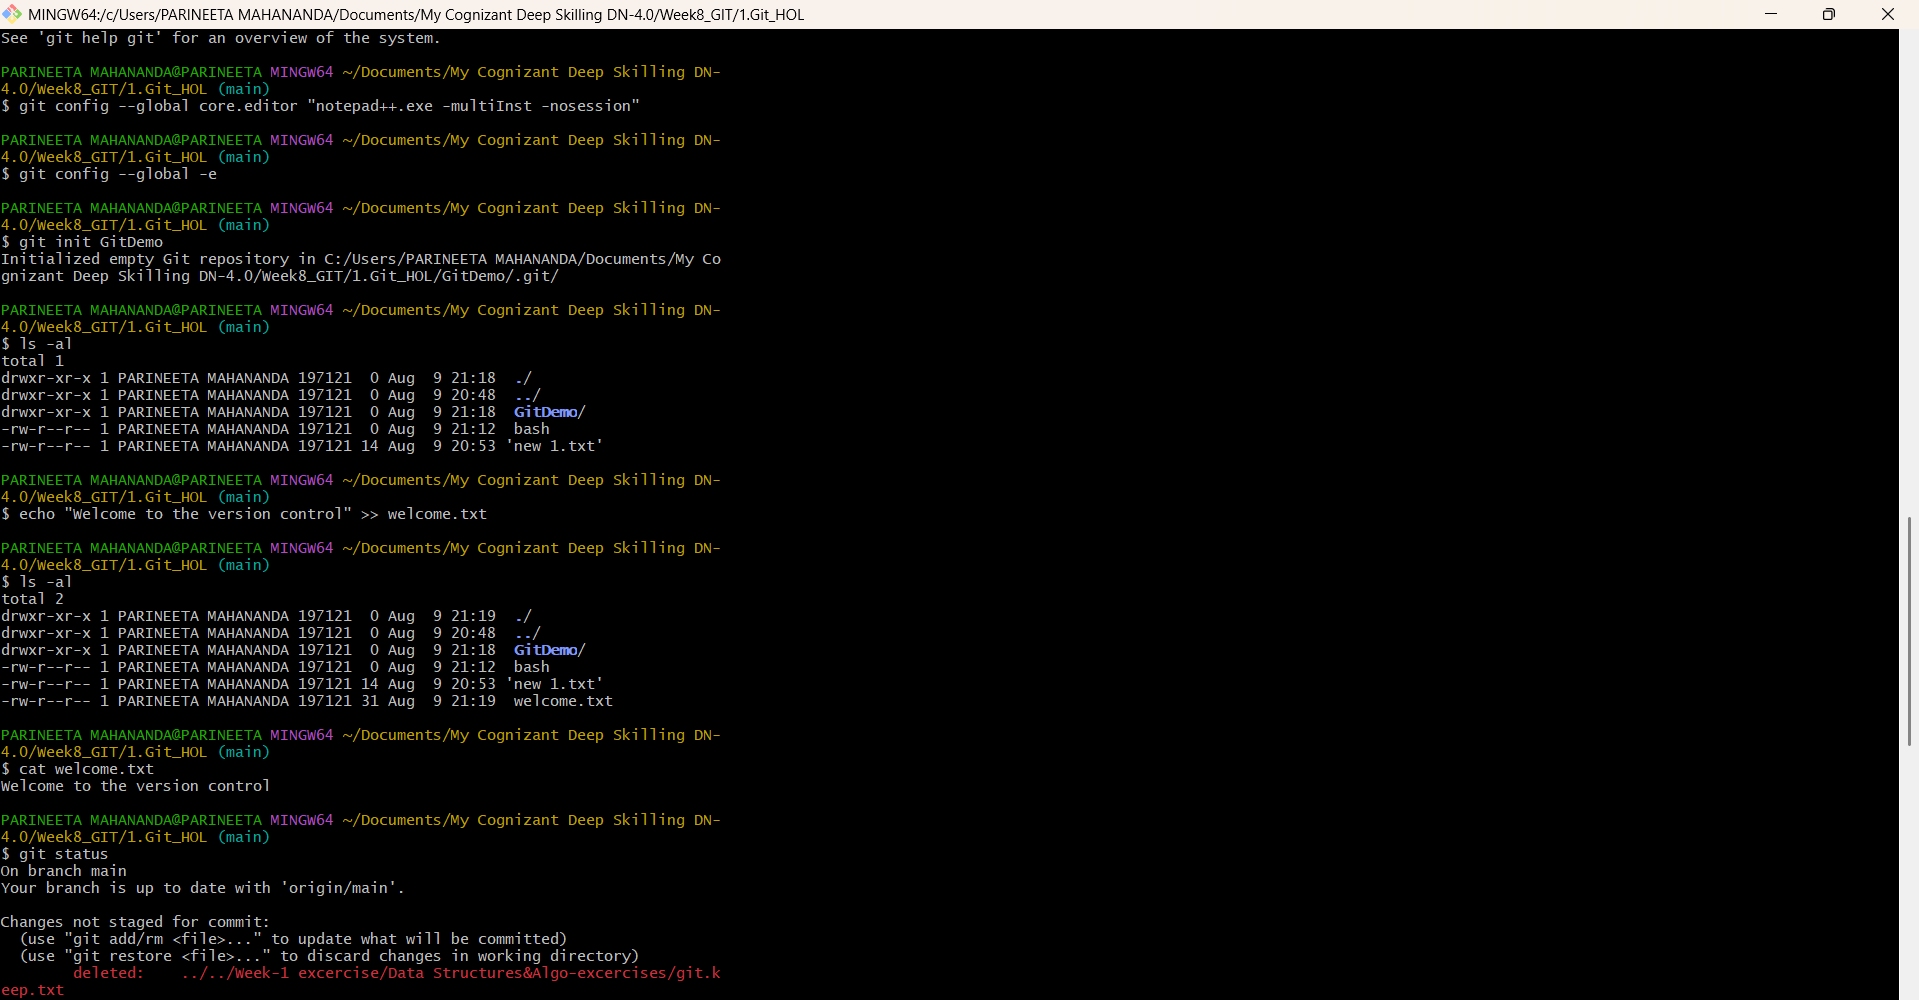 MINGW64:/c/Users/PARINEETA MAHANANDA/Documents/My Cognizant Deep Skilling DN-4.0/Week8_GIT/1.Git_HOL
See 'git help git' for an overview of the system.
PARINEETA MAHANANDA@PARINEETA MINGW64 ~/Documents/My Cognizant Deep Skilling DN-
4.0/Week8_GIT/1.Git_HOL (main)
$ git config --global core.editor "notepad++.exe -multiInst -nosession"
PARINEETA MAHANANDA@PARINEETA MINGW64 ~/Documents/My Cognizant Deep Skilling DN-
4.0/Week8_GIT/1.Git_HOL (main)
$ git config --global -e
PARINEETA MAHANANDA@PARINEETA MINGW64 ~/Documents/My Cognizant Deep Skilling DN-
4.0/Week8_GIT/1.Git_HOL (main)
$ git init GitDemo
Initialized empty Git repository in C:/Users/PARINEETA MAHANANDA/Documents/My Co
gnizant Deep Skilling DN-4.0/Week8_GIT/1.Git_HOL/GitDemo/.git/
PARINEETA MAHANANDA@PARINEETA MINGW64 ~/Documents/My Cognizant Deep Skilling DN-
4.0/Week8_GIT/1.Git_HOL (main)
$ ls -al
total 1
drwxr-xr-x 1 PARINEETA MAHANANDA 197121  0 Aug  9 21:18  ./
drwxr-xr-x 1 PARINEETA MAHANANDA 197121  0 Aug  9 20:48  ../
drwxr-xr-x 1 PARINEETA MAHANANDA 197121  0 Aug  9 21:18  GitDemo/
-rw-r--r-- 1 PARINEETA MAHANANDA 197121  0 Aug  9 21:12  bash
-rw-r--r-- 1 PARINEETA MAHANANDA 197121 14 Aug  9 20:53 'new 1.txt'
PARINEETA MAHANANDA@PARINEETA MINGW64 ~/Documents/My Cognizant Deep Skilling DN-
4.0/Week8_GIT/1.Git_HOL (main)
$ echo "Welcome to the version control" >> welcome.txt
PARINEETA MAHANANDA@PARINEETA MINGW64 ~/Documents/My Cognizant Deep Skilling DN-
4.0/Week8_GIT/1.Git_HOL (main)
$ ls -al
total 2
drwxr-xr-x 1 PARINEETA MAHANANDA 197121  0 Aug  9 21:19  ./
drwxr-xr-x 1 PARINEETA MAHANANDA 197121  0 Aug  9 20:48  ../
drwxr-xr-x 1 PARINEETA MAHANANDA 197121  0 Aug  9 21:18  GitDemo/
-rw-r--r-- 1 PARINEETA MAHANANDA 197121  0 Aug  9 21:12  bash
-rw-r--r-- 1 PARINEETA MAHANANDA 197121 14 Aug  9 20:53 'new 1.txt'
-rw-r--r-- 1 PARINEETA MAHANANDA 197121 31 Aug  9 21:19  welcome.txt
PARINEETA MAHANANDA@PARINEETA MINGW64 ~/Documents/My Cognizant Deep Skilling DN-
4.0/Week8_GIT/1.Git_HOL (main)
$ cat welcome.txt
Welcome to the version control
PARINEETA MAHANANDA@PARINEETA MINGW64 ~/Documents/My Cognizant Deep Skilling DN-
4.0/Week8_GIT/1.Git_HOL (main)
$ git status
On branch main
Your branch is up to date with 'origin/main'.
Changes not staged for commit:
  (use "git add/rm <file>..." to update what will be committed)
  (use "git restore <file>..." to discard changes in working directory)
        deleted:    ../../Week-1 excercise/Data Structures&Algo-excercises/git.k
eep.txt